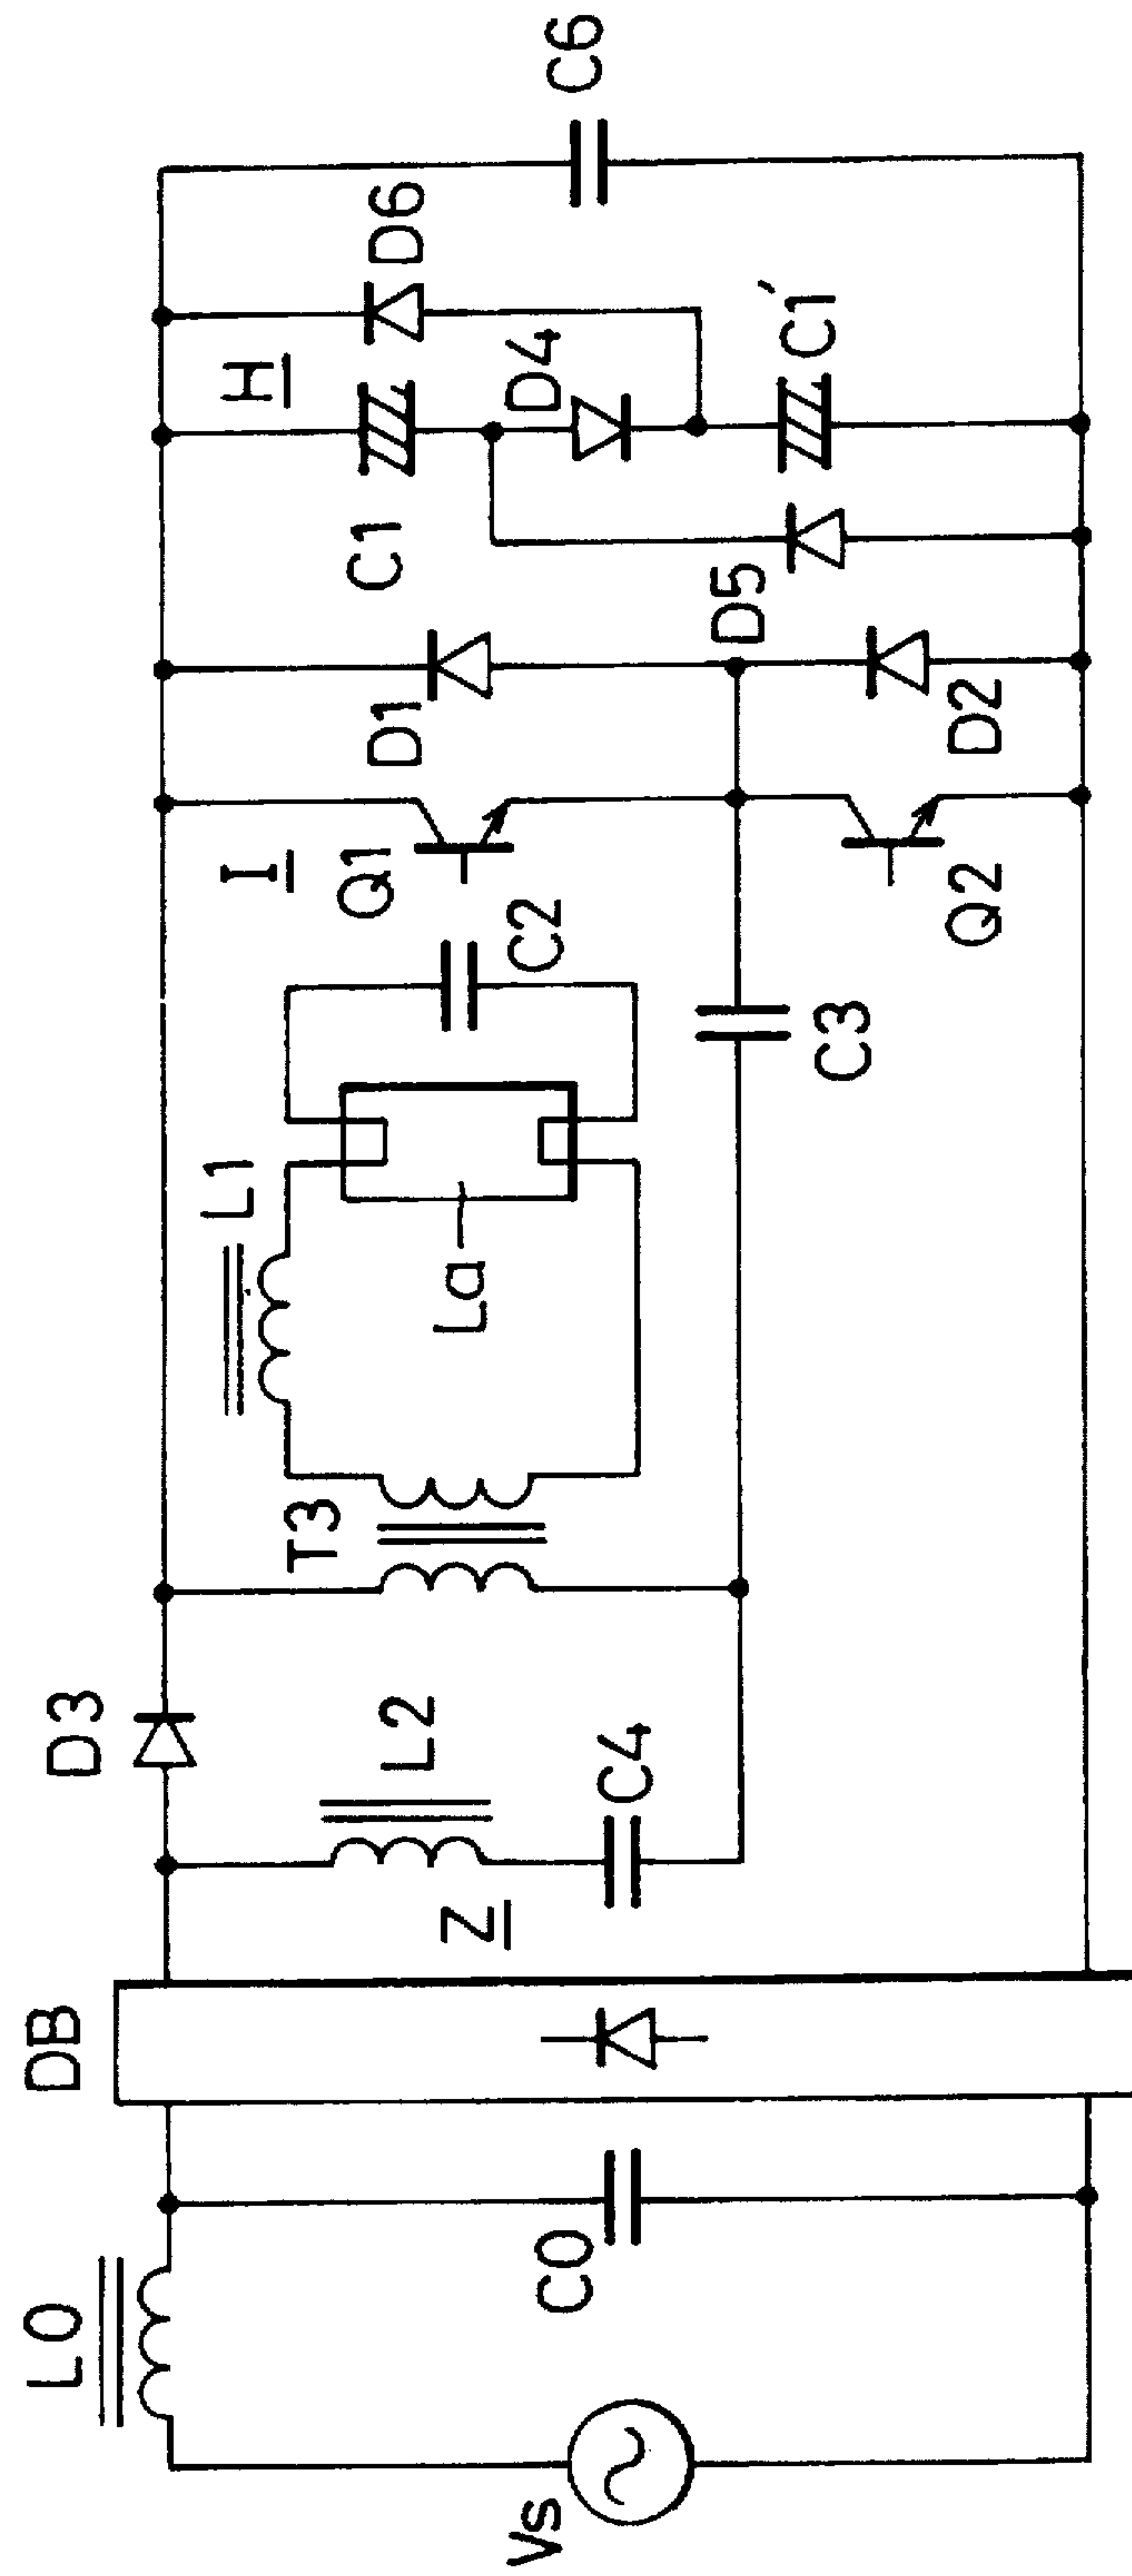 Vs
L0
C0
DB
Z
L2
C4
D3
T3
L1
La
C2
C3
I
Q1
Q2
D1
D2
D5
C1
H
D4
D6
C1′
C6